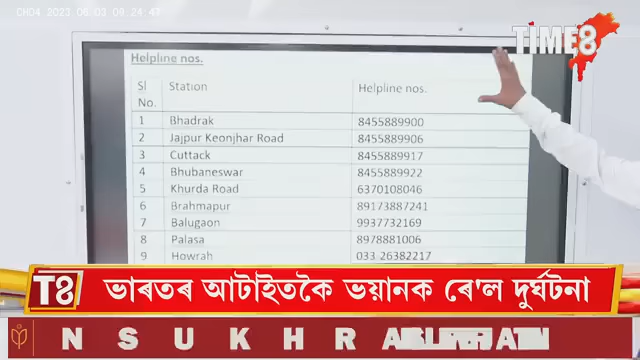 CH04 2023.06.03 09:24:47
TIME8
Helpline nos.
Sl No. Station Helpline nos.
1 Bhadrak 8455889900
2 Jajpur Keonjhar Road 8455889906
3 Cuttack 8455889917
4 Bhubaneswar 8455889922
5 Khurda Road 6370108046
6 Brahmapur 89173887241
7 Balugaon 9937732169
8 Palasa 8978881006
9 Howrah 033-26382217
T8 ভাৰতৰ আটাইতকৈ ভয়ানক ৰে'ল দুৰ্ঘটনা
N S U K H R A